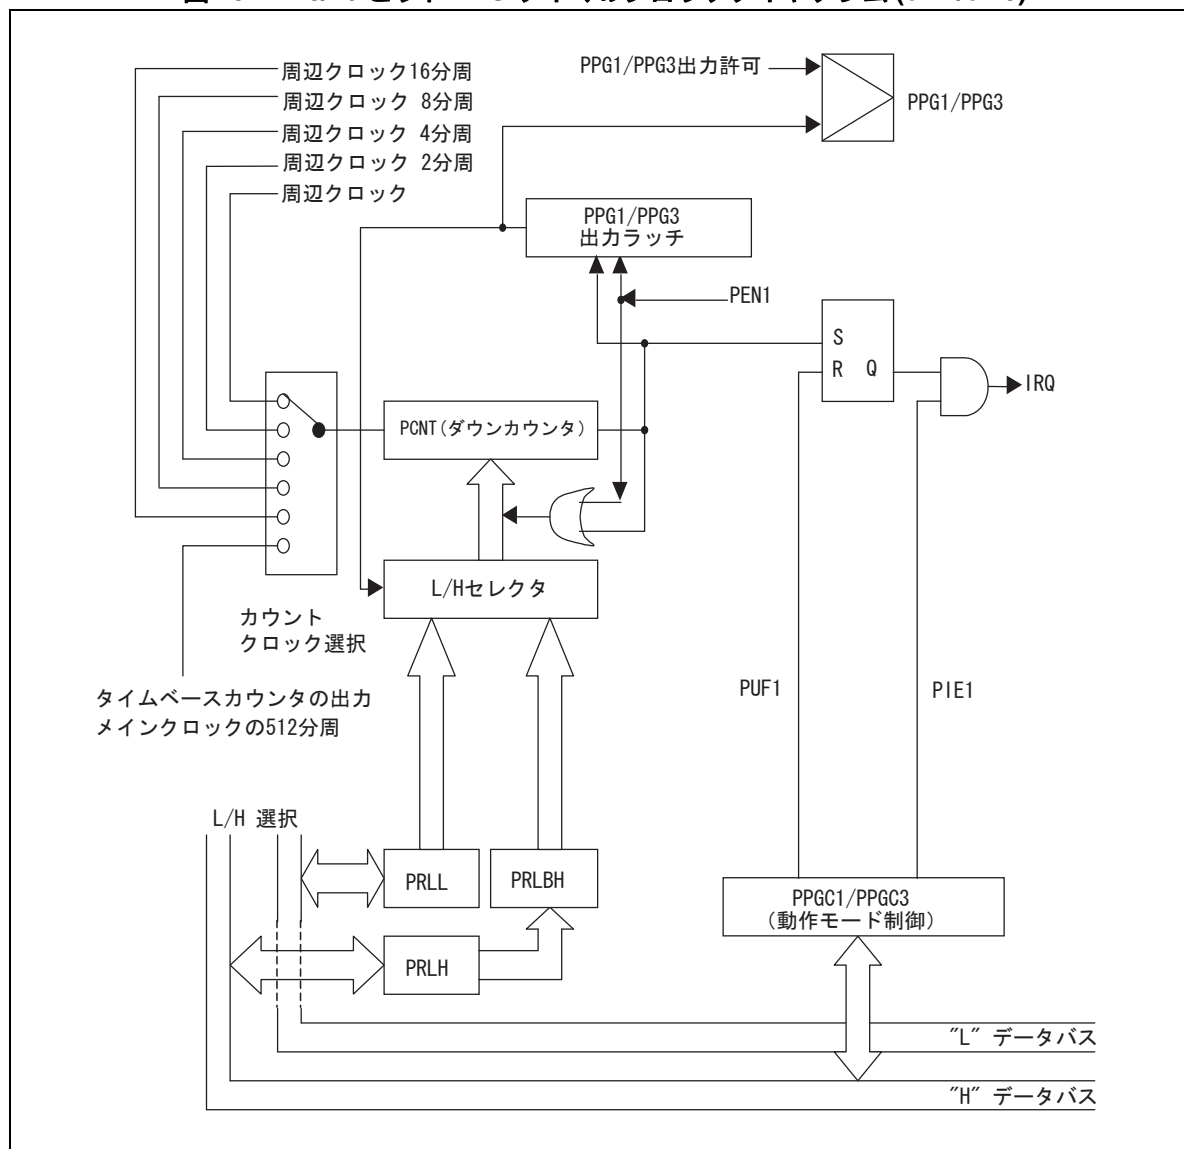 周辺クロック16分周
周辺クロック 8分周
周辺クロック 4分周
周辺クロック 2分周
周辺クロック
PPG1/PPG3出力許可
PPG1/PPG3
PPG1/PPG3
出力ラッチ
PEN1
S
R Q
IRQ
PCNT(ダウンカウンタ)
L/Hセレクタ
カウント
クロック選択
タイムベースカウンタの出力
メインクロックの512分周
PUF1
PIE1
L/H 選択
PRLL
PRLBH
PRLH
PPGC1/PPGC3
(動作モード制御)
"L" データバス
"H" データバス